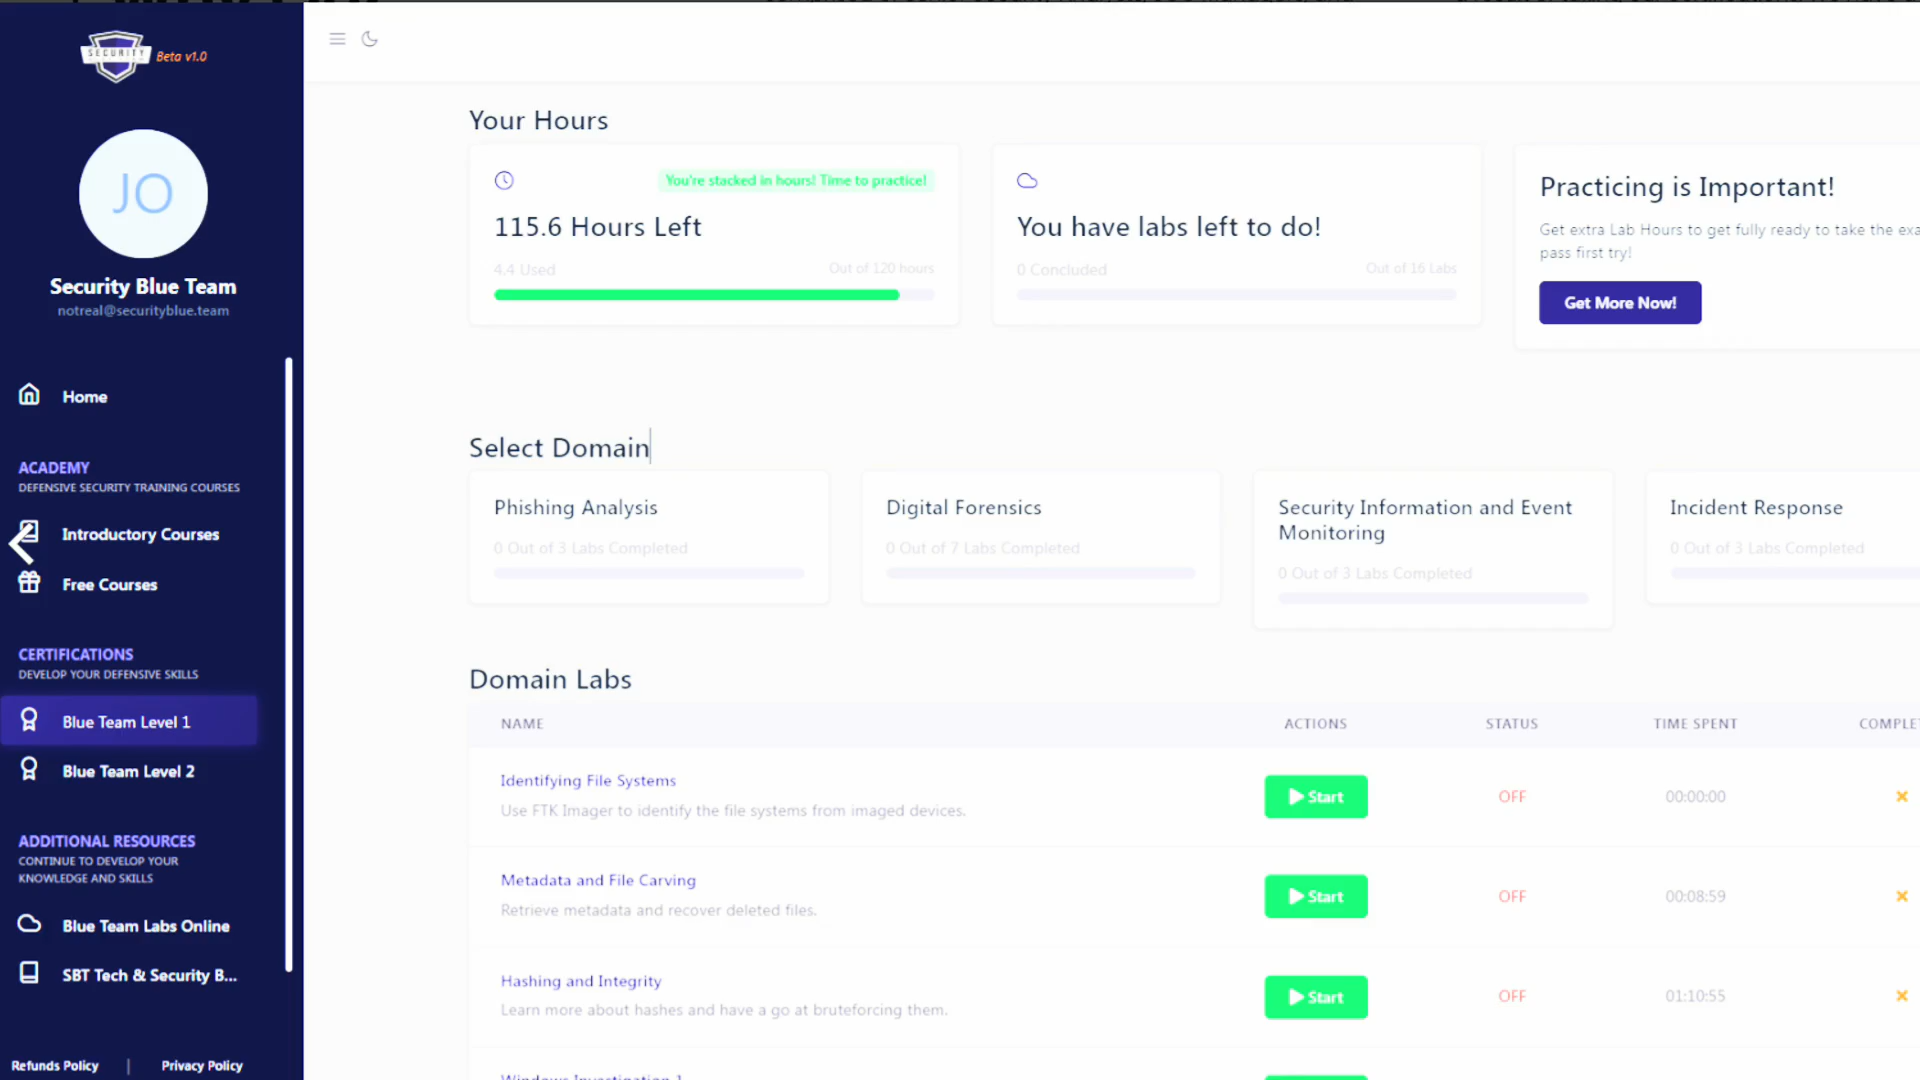 SECURITY
Beta v1.0
JO
Security Blue Team
notreal@securityblue.team
Home
ACADEMY
DEFENSIVE SECURITY TRAINING COURSES
Introductory Courses
Free Courses
CERTIFICATIONS
DEVELOP YOUR DEFENSIVE SKILLS
Blue Team Level 1
Blue Team Level 2
ADDITIONAL RESOURCES
CONTINUE TO DEVELOP YOUR
KNOWLEDGE AND SKILLS
Blue Team Labs Online
SBT Tech & Security B...
Refunds Policy | Privacy Policy
Your Hours
You're stacked in hours! Time to practice!
115.6 Hours Left
4.4 Used
Out of 120 hours
You have labs left to do!
0 Concluded
Out of 16 Labs
Practicing is Important!
Get extra Lab Hours to get fully ready to take the exa
pass first try!
Get More Now!
Select Domain
Phishing Analysis
0 Out of 3 Labs Completed
Digital Forensics
0 Out of 7 Labs Completed
Security Information and Event
Monitoring
0 Out of 3 Labs Completed
Incident Response
0 Out of 3 Labs Completed
Domain Labs
NAME ACTIONS STATUS TIME SPENT COMPLET
Identifying File Systems
Use FTK Imager to identify the file systems from imaged devices.
Start OFF 00:00:00
Metadata and File Carving
Retrieve metadata and recover deleted files.
Start OFF 00:08:59
Hashing and Integrity
Learn more about hashes and have a go at bruteforcing them.
Start OFF 01:10:55
Windows Investigation 1